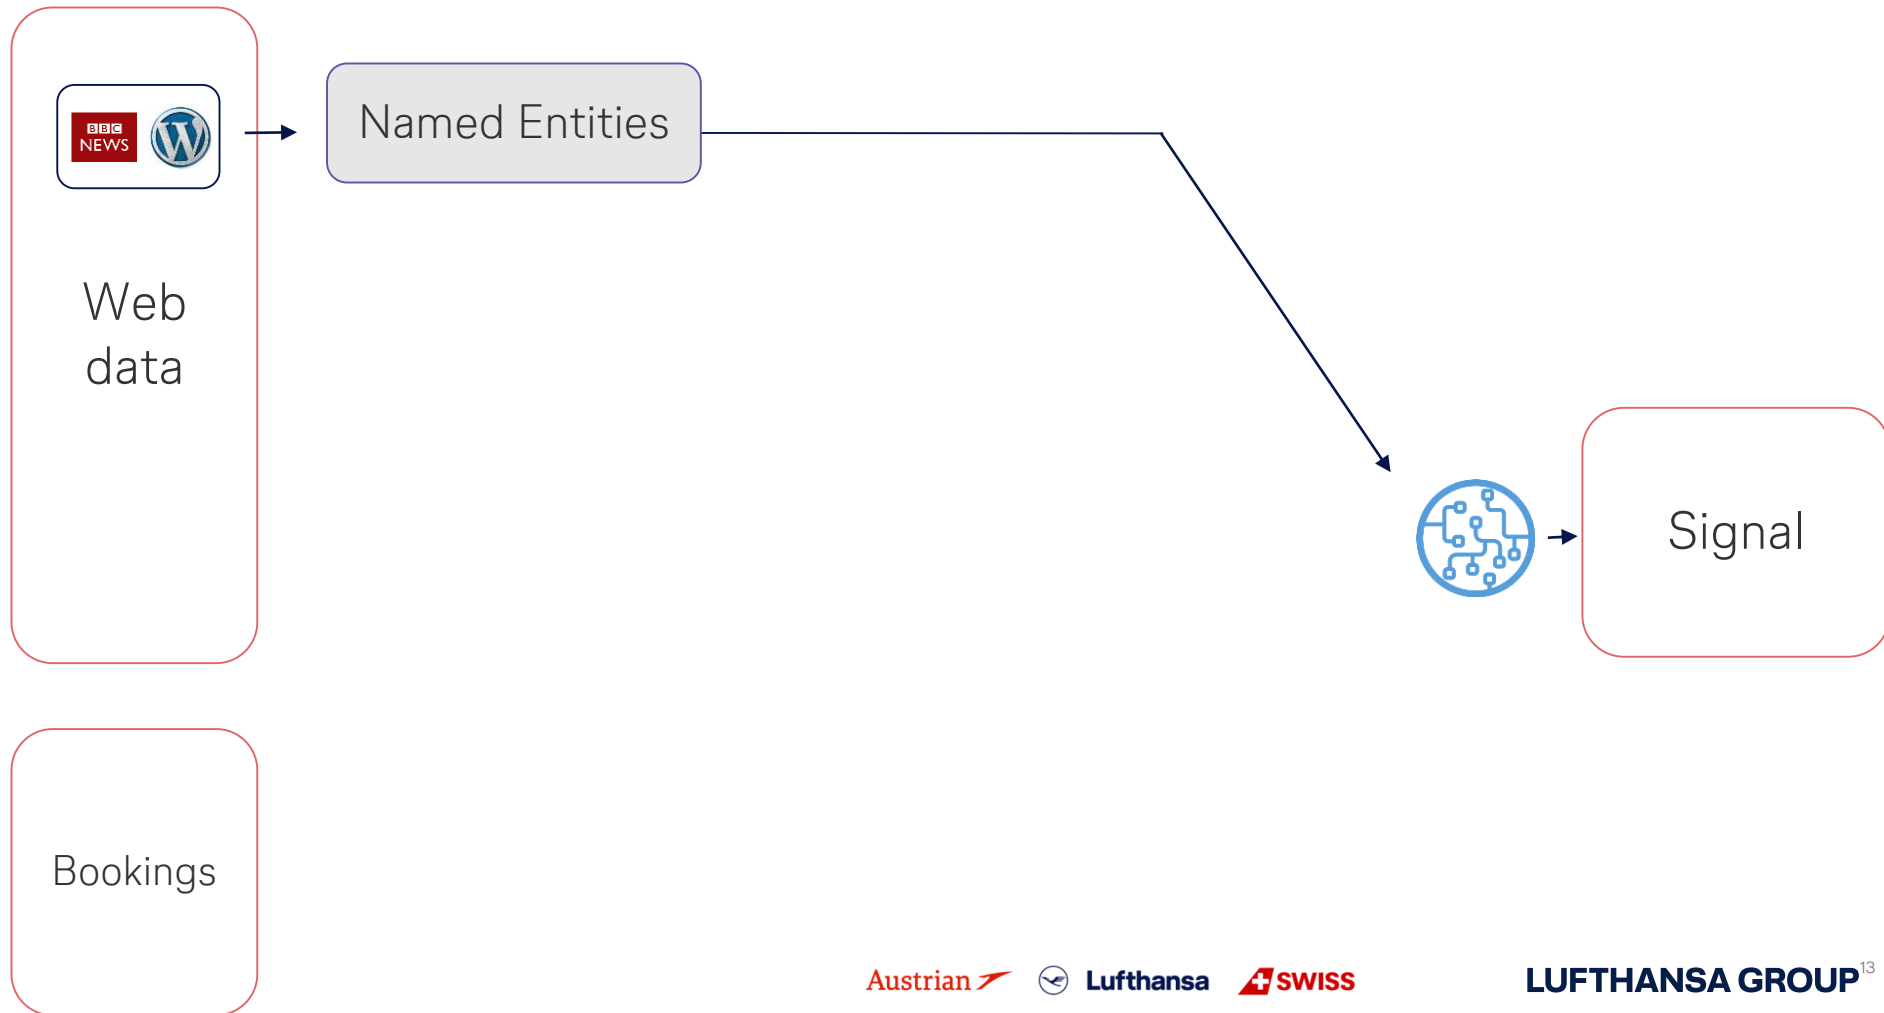 BBC
NEWS
Named Entities
Web
data
Signal
Bookings
Austrian
Lufthansa
SWISS
LUFTHANSA GROUP
13